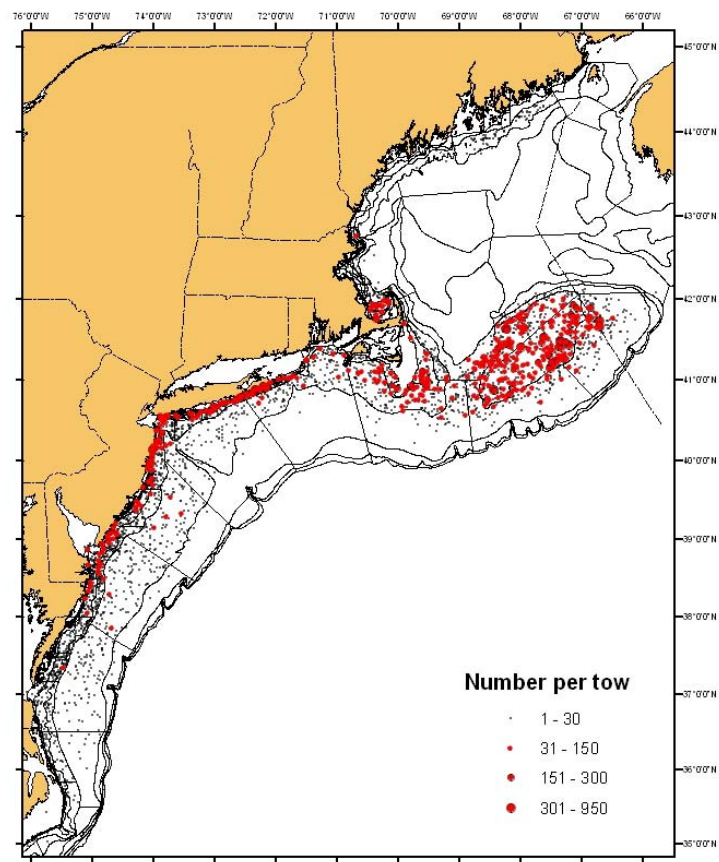 76°0'0"W 75°0'0"W 74°0'0"W 73°0'0"W 72°0'0"W 71°0'0"W 70°0'0"W 69°0'0"W 68°0'0"W 67°0'0"W 66°0'0"W
45°0'0"N
44°0'0"N
43°0'0"N
42°0'0"N
41°0'0"N
40°0'0"N
39°0'0"N
38°0'0"N
37°0'0"N
36°0'0"N
35°0'0"N
Number per tow
1 - 30
31 - 150
151 - 300
301 - 950